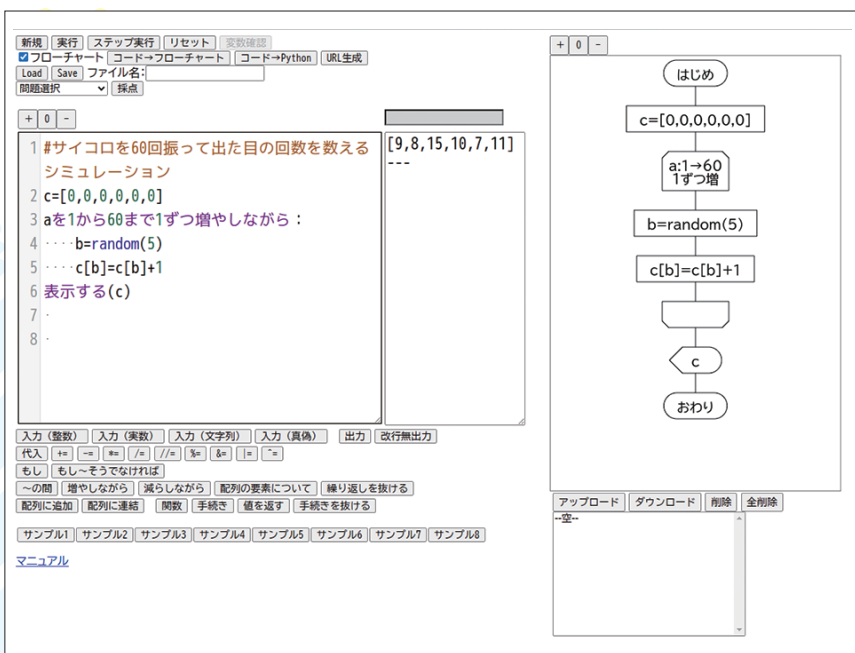 新規 実行 ステップ実行 リセット 変数確認
フローチャート コード→フローチャート コード→Python URL生成
Load Save ファイル名:
問題選択 採点
+ 0 -
1 #サイコロを60回振って出た目の回数を数える
シミュレーション
2 c=[0,0,0,0,0,0]
3 aを1から60まで1ずつ増やしながら:
4 ····b=random(5)
5 ····c[b]=c[b]+1
6 表示する(c)
7 ·
8 ·
[9,8,15,10,7,11]
---
入力(整数) 入力(実数) 入力(文字列) 入力(真偽) 出力 改行無出力
代入 += -= *= /= //= %= &= |= ^=
もし もし~そうでなければ
~の間 増やしながら 減らしながら 配列の要素について 繰り返しを抜ける
配列に追加 配列に連結 関数 手続き 値を返す 手続きを抜ける
サンプル1 サンプル2 サンプル3 サンプル4 サンプル5 サンプル6 サンプル7 サンプル8
マニュアル
+ 0 -
はじめ
c=[0,0,0,0,0,0]
a:1→60
1ずつ増
b=random(5)
c[b]=c[b]+1
c
おわり
アップロード ダウンロード 削除 全削除
--空--